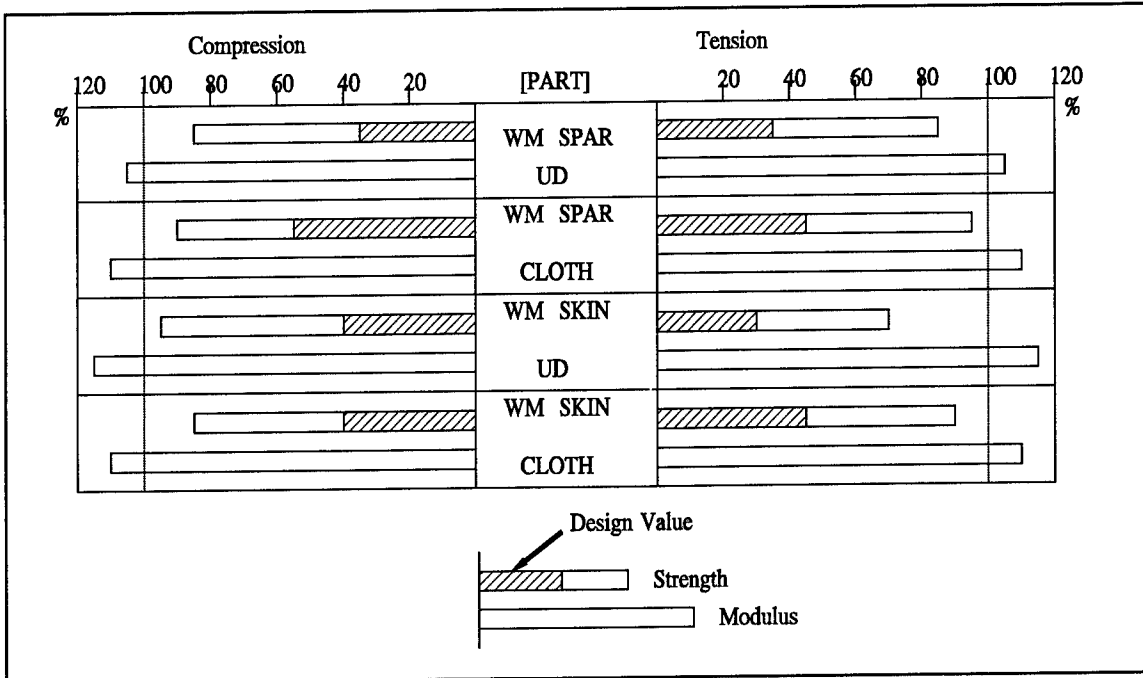 Compression
Tension
120 100 80 60 40 20 [PART] 20 40 60 80 100 120
% %
WM SPAR
UD
WM SPAR
CLOTH
WM SKIN
UD
WM SKIN
CLOTH
Design Value
Strength
Modulus